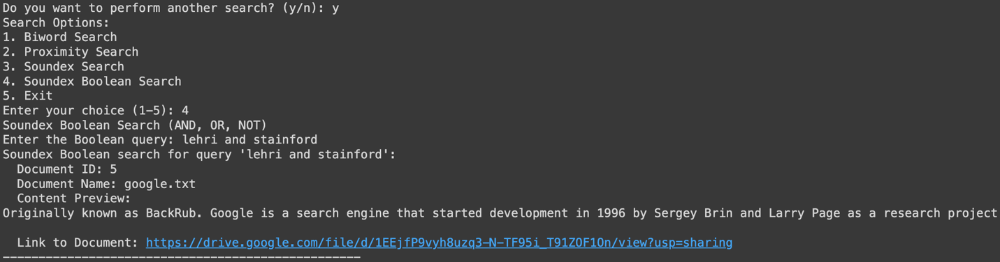 Do you want to perform another search? (y/n): y
Search Options:
1. Biword Search
2. Proximity Search
3. Soundex Search
4. Soundex Boolean Search
5. Exit
Enter your choice (1-5): 4
Soundex Boolean Search (AND, OR, NOT)
Enter the Boolean query: lehri and stainford
Soundex Boolean search for query 'lehri and stainford':
Document ID: 5
Document Name: google.txt
Content Preview:
Originally known as BackRub. Google is a search engine that started development in 1996 by Sergey Brin and Larry Page as a research project
Link to Document: https://drive.google.com/file/d/1EEjfP9vyh8uzq3-N-TF95i_T91ZOF1On/view?usp=sharing
--------------------------------------------------